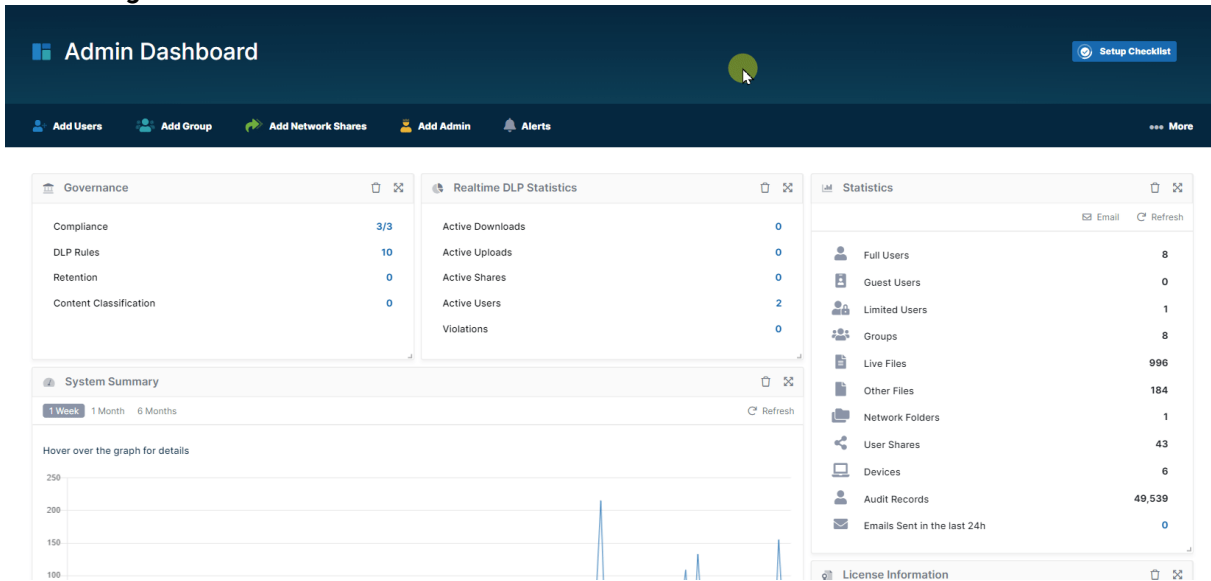 Admin Dashboard
Setup Checklist
Add Users
Add Group
Add Network Shares
Add Admin
Alerts
More
Governance
Compliance 3/3
DLP Rules 10
Retention 0
Content Classification 0
Realtime DLP Statistics
Active Downloads 0
Active Uploads 0
Active Shares 0
Active Users 2
Violations 0
System Summary
1 Week 1 Month 6 Months Refresh
Hover over the graph for details
250
200
150
100
Statistics
Email Refresh
Full Users 8
Guest Users 0
Limited Users 1
Groups 8
Live Files 996
Other Files 184
Network Folders 1
User Shares 43
Devices 6
Audit Records 49,539
Emails Sent in the last 24h 0
License Information